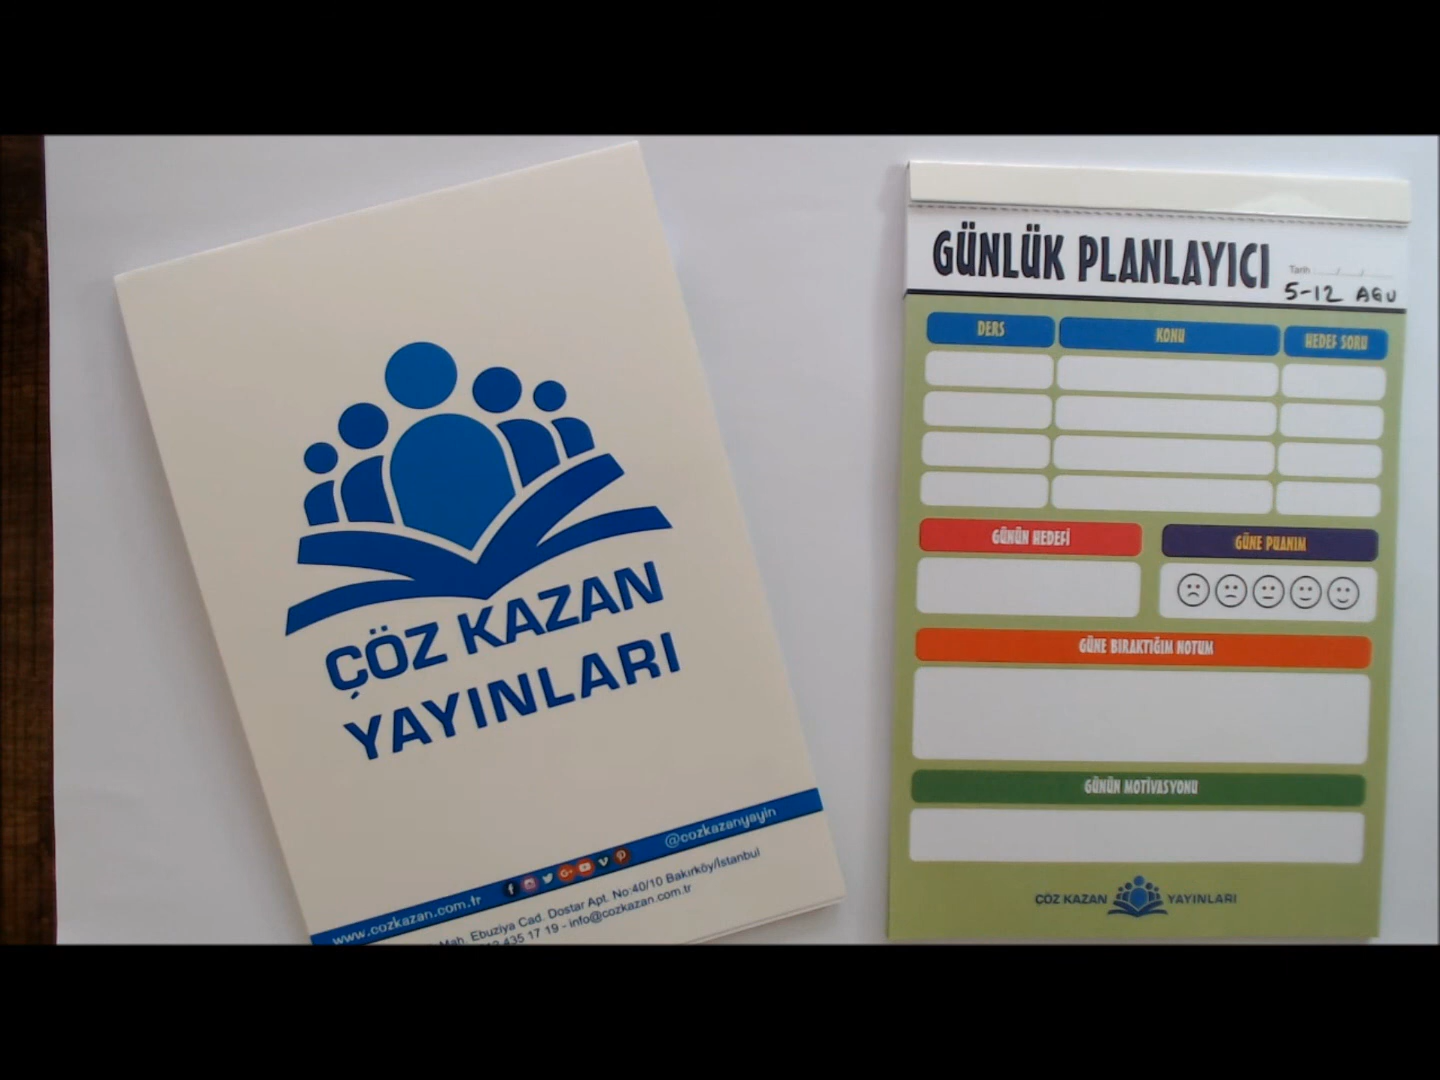 ÇÖZ KAZAN
YAYINLARI
www.cozkazan.com.tr
@cozkazanyayin
Mah. Ebuziya Cad. Dostar Apt. No:40/10 Bakırköy/İstanbul
435 17 19 - info@cozkazan.com.tr
GÜNLÜK PLANLAYICI
Tarih ...../...../.....
5-12 AGU
DERS KONU HEDEF SORU
GÜNÜN HEDEFİ GÜNE PUANIM
GÜNE BIRAKTIĞIM NOTUM
GÜNÜN MOTİVASYONU
ÇÖZ KAZAN YAYINLARI